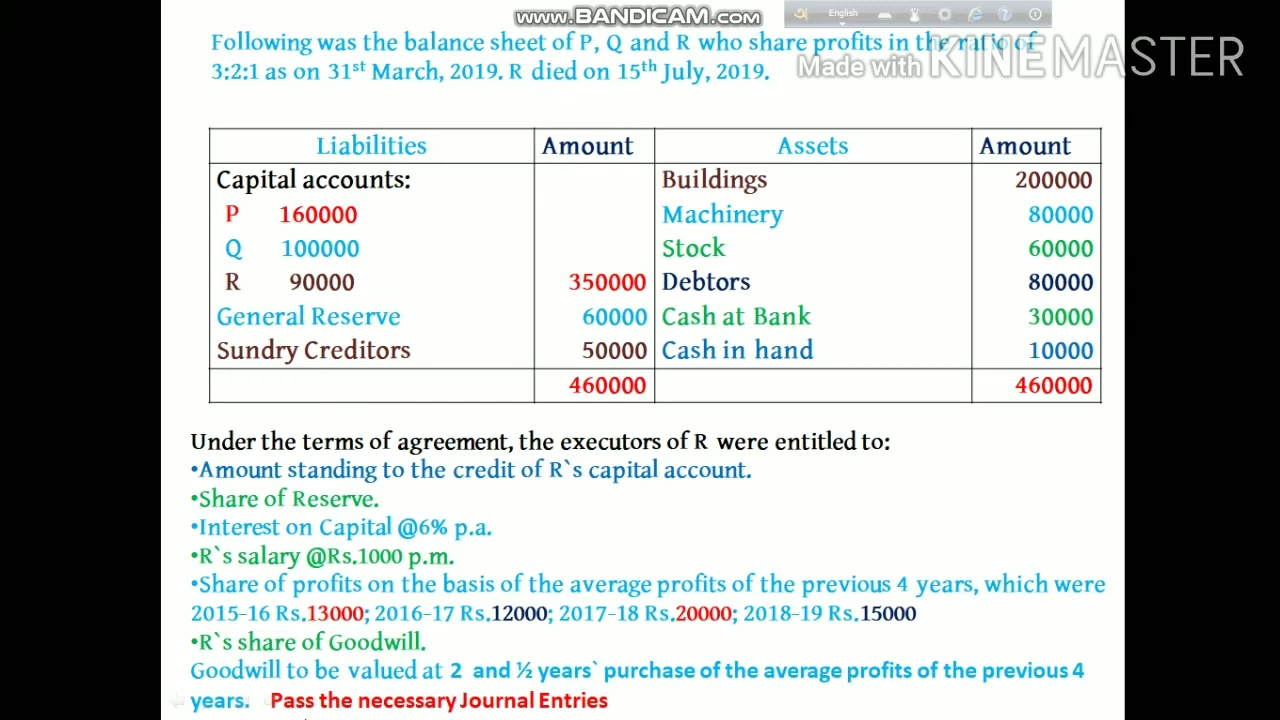 www.BANDICAM.com
English
Following was the balance sheet of P, Q and R who share profits in the ratio of
3:2:1 as on 31st March, 2019. R died on 15th July, 2019.
Made with KINEMASTER
Liabilities Amount Assets Amount
Capital accounts: Buildings 200000
P 160000 Machinery 80000
Q 100000 Stock 60000
R 90000 350000 Debtors 80000
General Reserve 60000 Cash at Bank 30000
Sundry Creditors 50000 Cash in hand 10000
460000 460000
Under the terms of agreement, the executors of R were entitled to:
•Amount standing to the credit of R`s capital account.
•Share of Reserve.
•Interest on Capital @6% p.a.
•R`s salary @Rs.1000 p.m.
•Share of profits on the basis of the average profits of the previous 4 years, which were
2015-16 Rs.13000; 2016-17 Rs.12000; 2017-18 Rs.20000; 2018-19 Rs.15000
•R`s share of Goodwill.
Goodwill to be valued at 2 and ½ years` purchase of the average profits of the previous 4
years. Pass the necessary Journal Entries